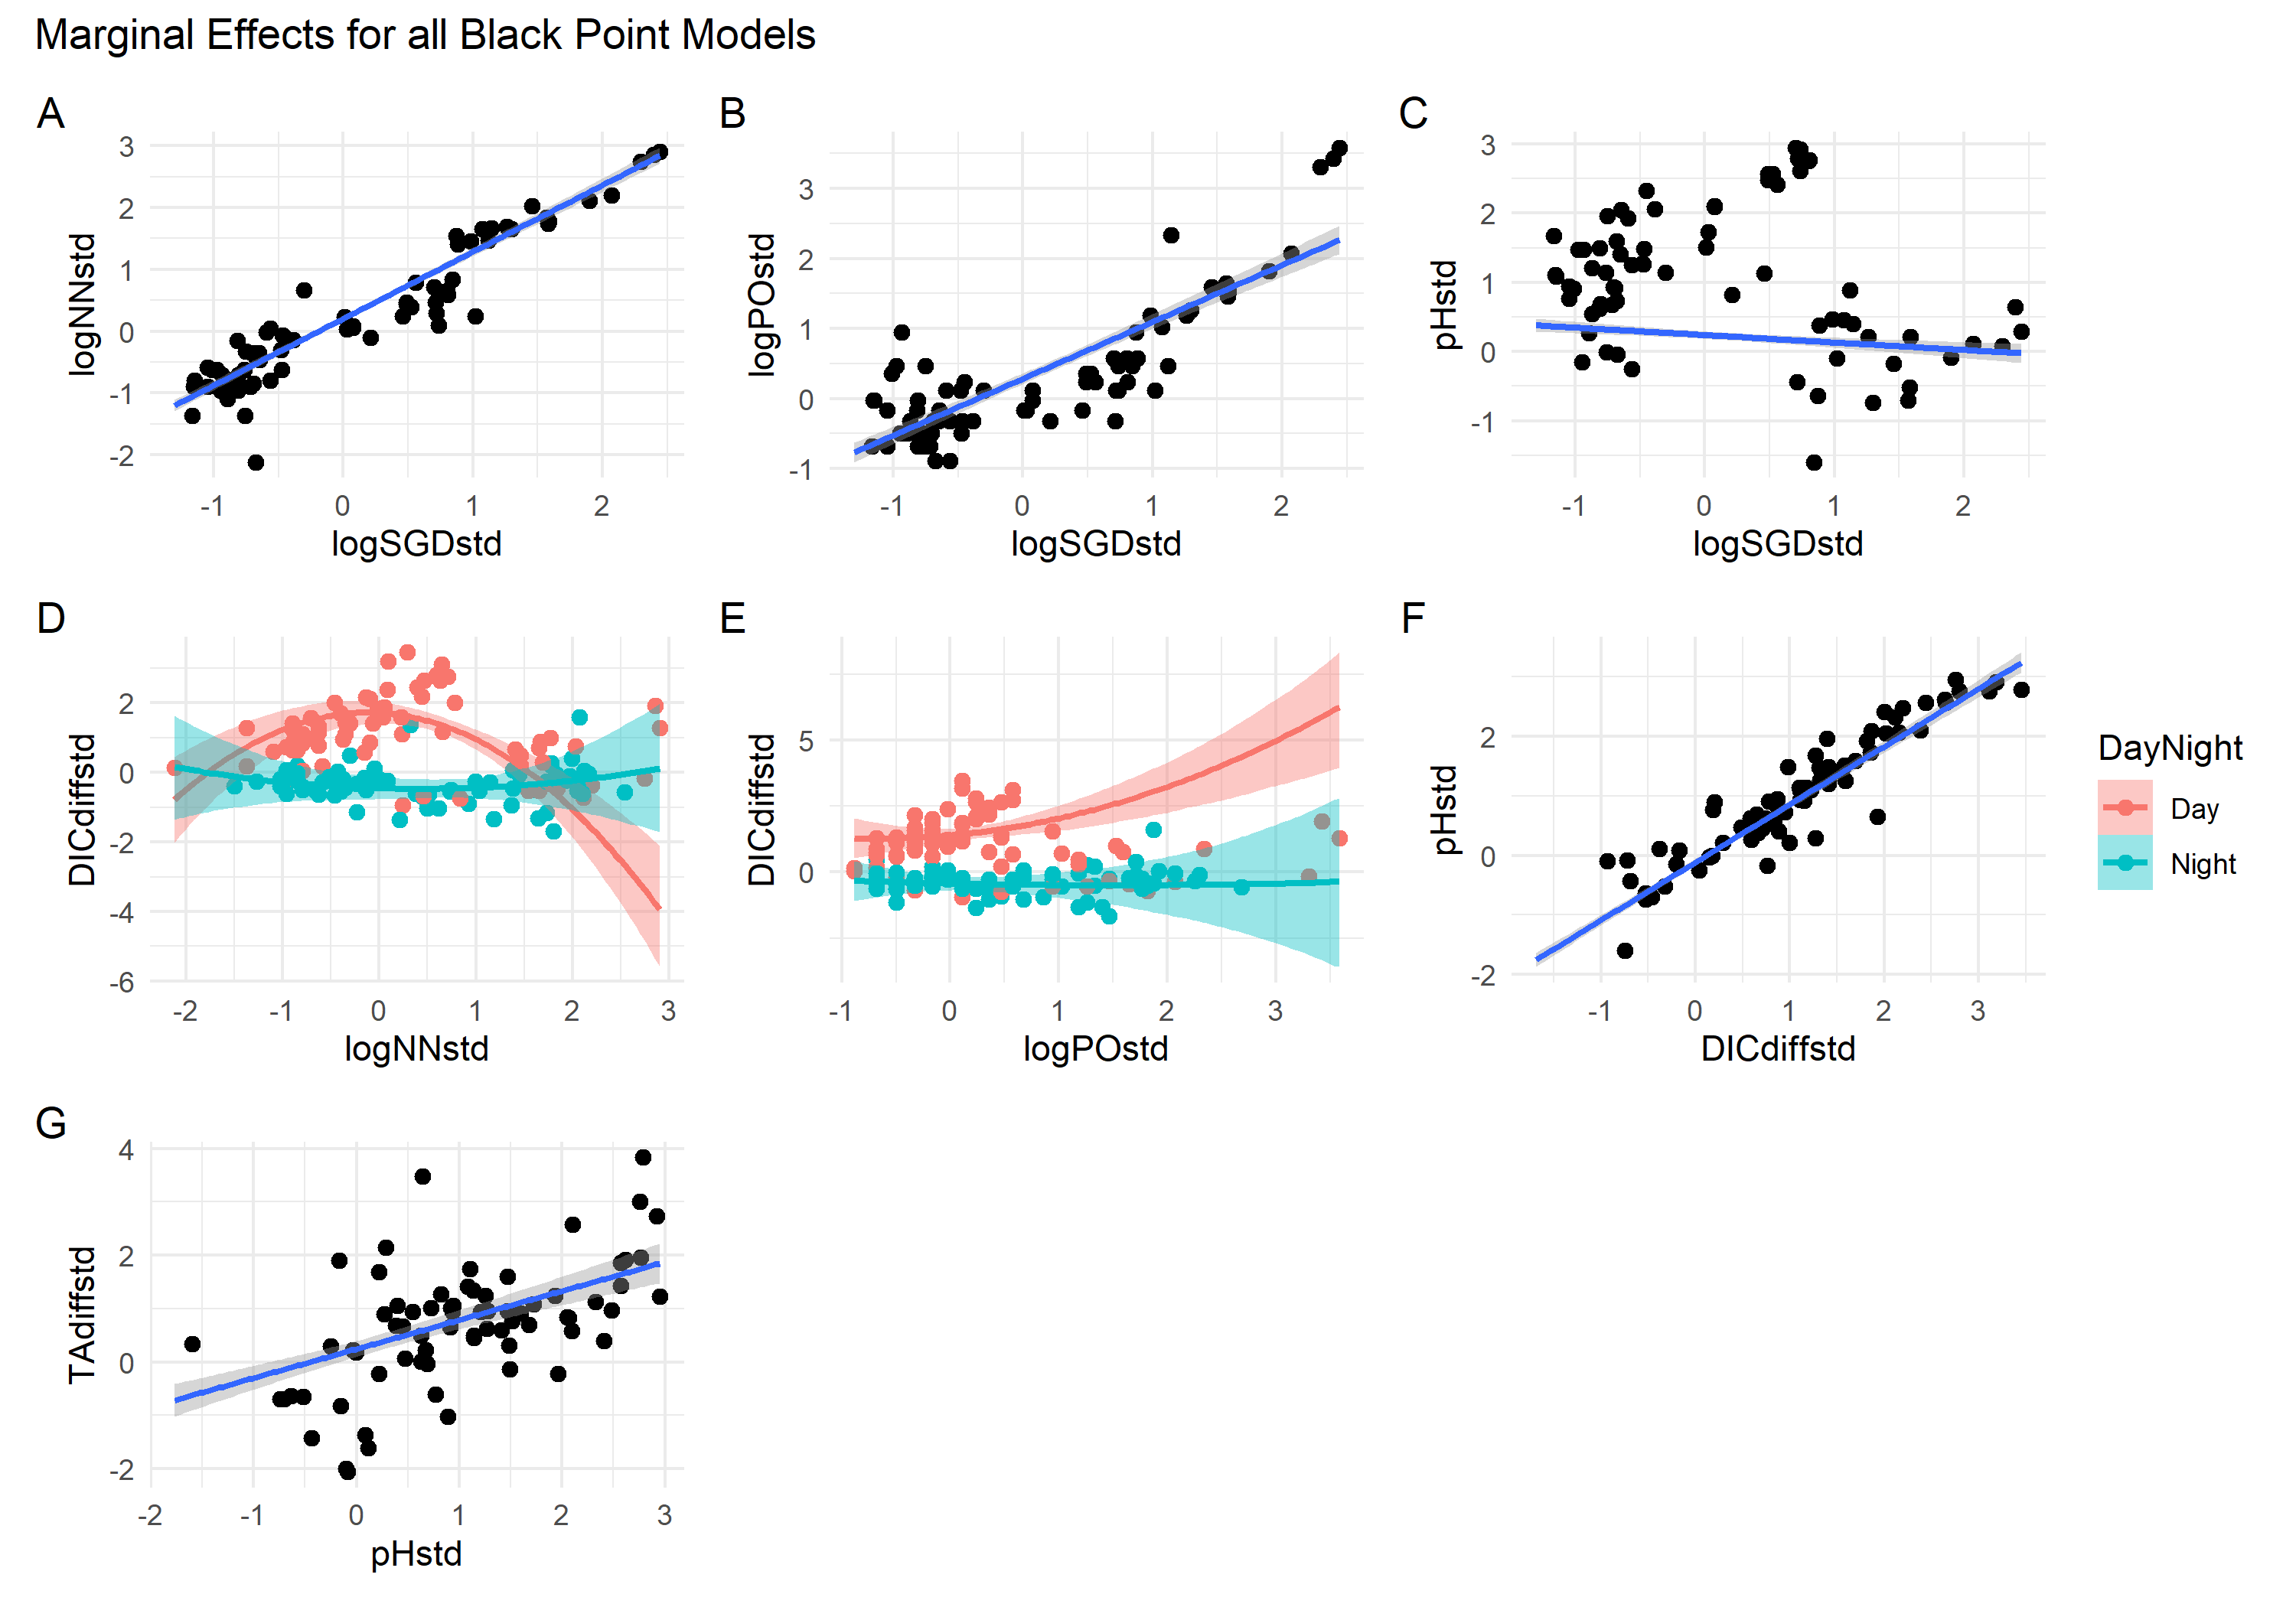 Marginal Effects for all Black Point Models
A
logNNstd
3
2
1
0
-1
-2
-1 0 1 2
logSGDstd
B
logPOstd
3
2
1
0
-1
-1 0 1 2
logSGDstd
C
pHstd
3
2
1
0
-1
-1 0 1 2
logSGDstd
D
DICdiffstd
2
0
-2
-4
-6
-2 -1 0 1 2 3
logNNstd
E
DICdiffstd
5
0
-1 0 1 2 3
logPOstd
F
pHstd
2
0
-2
-1 0 1 2 3
DICdiffstd
DayNight
Day
Night
G
TAdiffstd
4
2
0
-2
-2 -1 0 1 2 3
pHstd